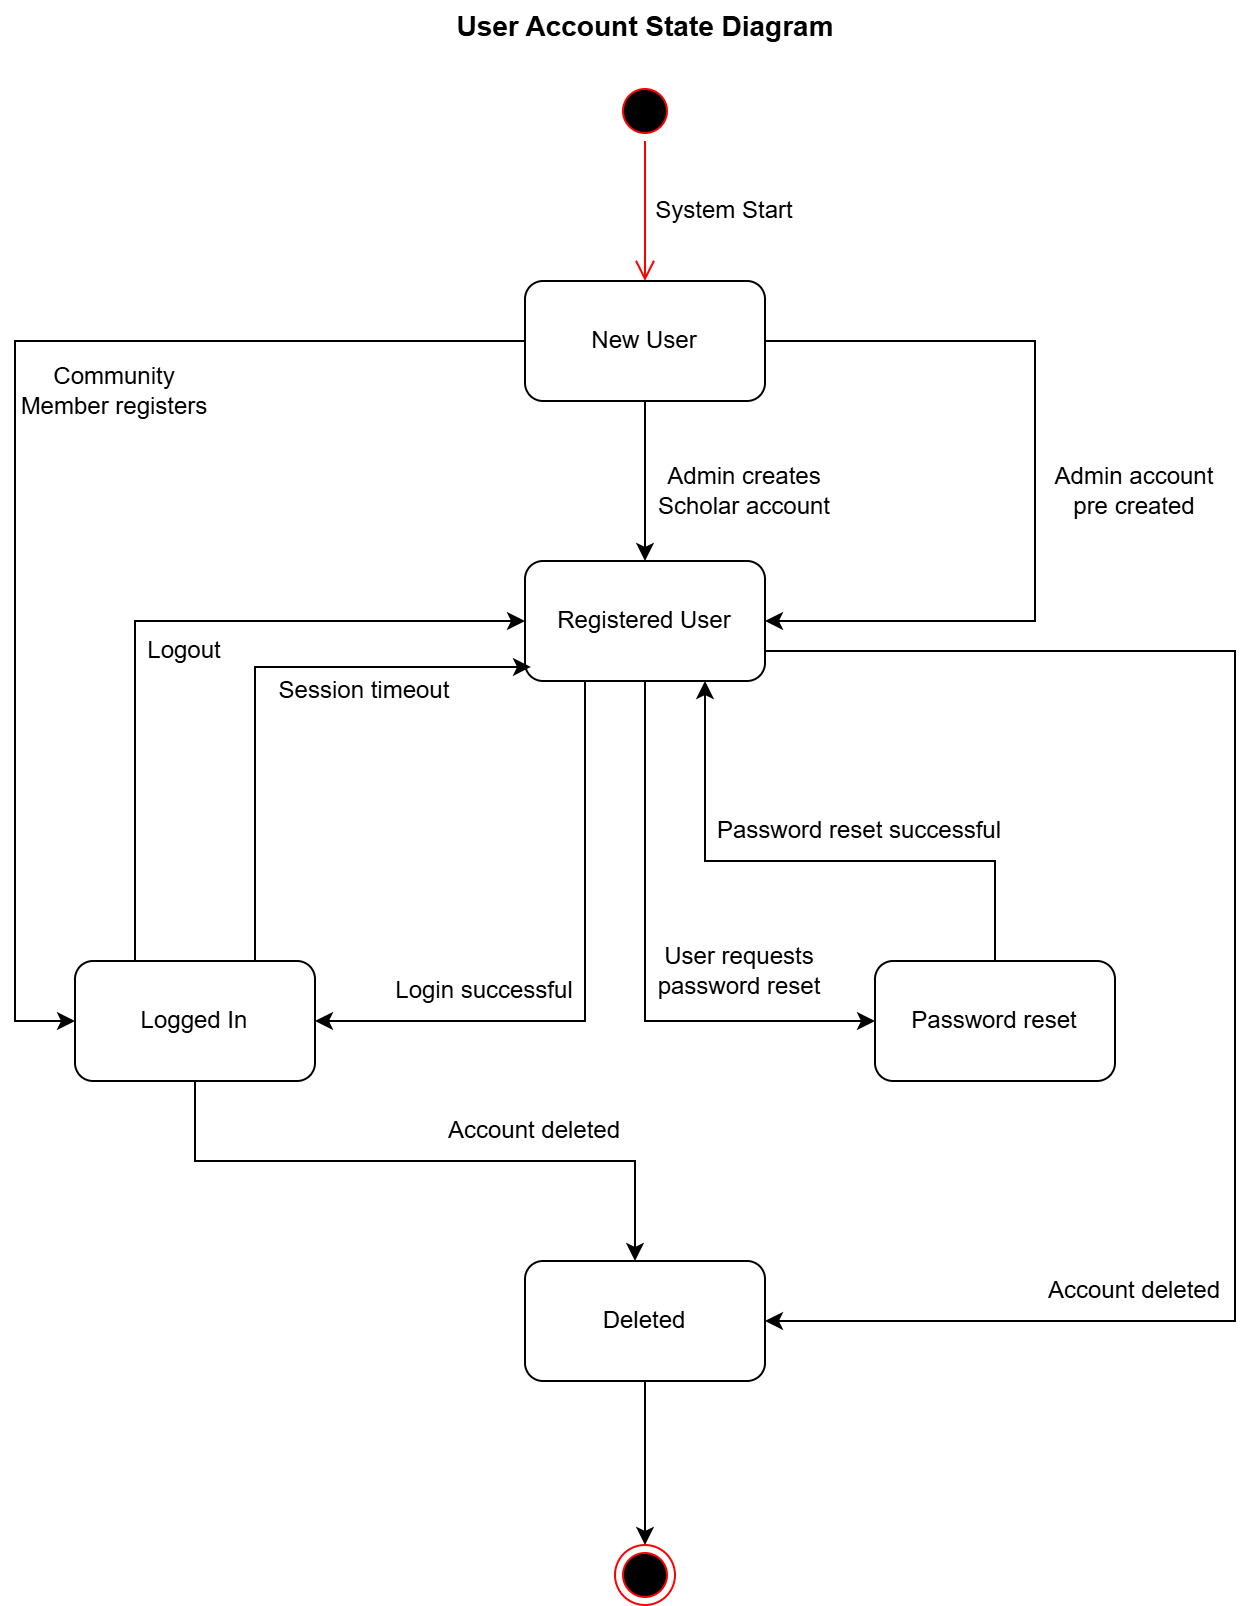 User Account State Diagram
System Start
New User
Community
Member registers
Admin creates
Scholar account
Admin account
pre created
Registered User
Logout
Session timeout
Password reset successful
User requests
password reset
Login successful
Logged In
Password reset
Account deleted
Account deleted
Deleted